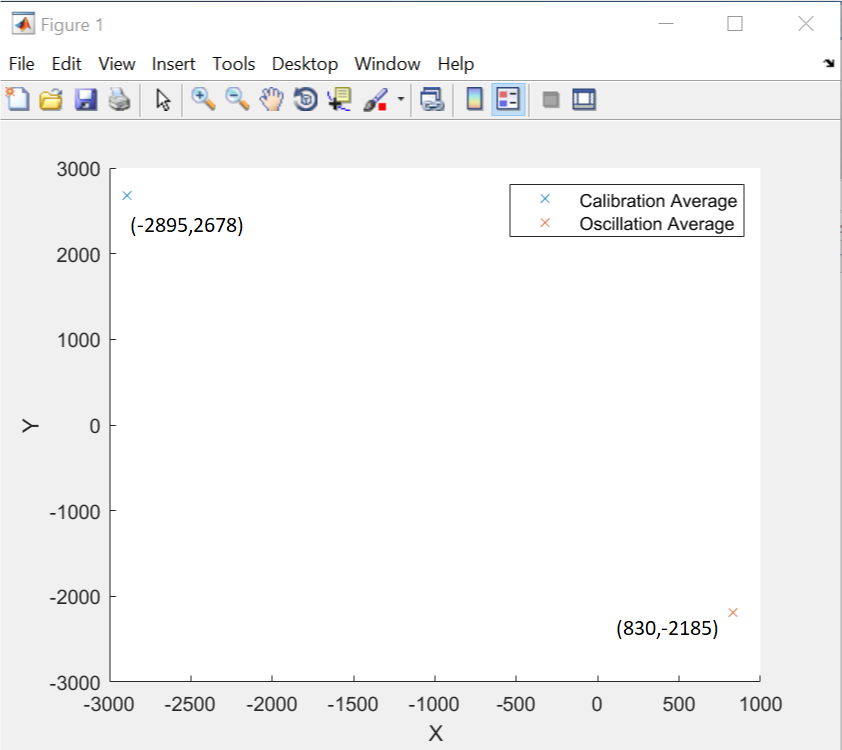 Figure 1
File Edit View Insert Tools Desktop Window Help
3000
2000
1000
0
-1000
-2000
-3000
Y
(-2895,2678)
Calibration Average
Oscillation Average
(830,-2185)
-3000 -2500 -2000 -1500 -1000 -500 0 500 1000
X